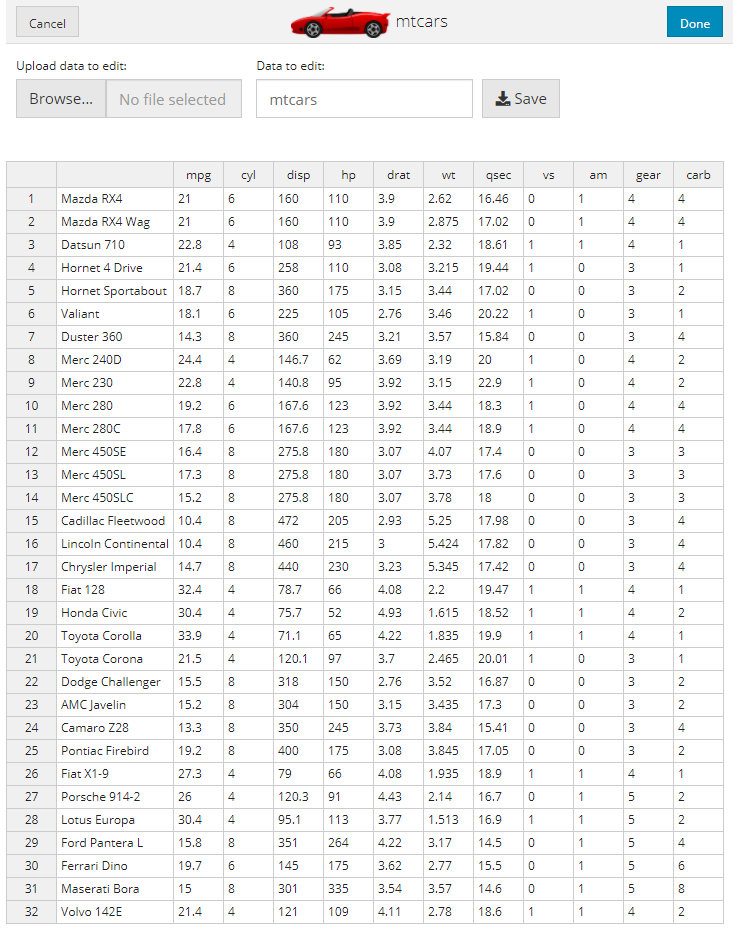 Cancel mtcars Done
Upload data to edit: Data to edit:
Browse... No file selected mtcars Save
mpg cyl disp hp drat wt qsec vs am gear carb
1 Mazda RX4 21 6 160 110 3.9 2.62 16.46 0 1 4 4
2 Mazda RX4 Wag 21 6 160 110 3.9 2.875 17.02 0 1 4 4
3 Datsun 710 22.8 4 108 93 3.85 2.32 18.61 1 1 4 1
4 Hornet 4 Drive 21.4 6 258 110 3.08 3.215 19.44 1 0 3 1
5 Hornet Sportabout 18.7 8 360 175 3.15 3.44 17.02 0 0 3 2
6 Valiant 18.1 6 225 105 2.76 3.46 20.22 1 0 3 1
7 Duster 360 14.3 8 360 245 3.21 3.57 15.84 0 0 3 4
8 Merc 240D 24.4 4 146.7 62 3.69 3.19 20 1 0 4 2
9 Merc 230 22.8 4 140.8 95 3.92 3.15 22.9 1 0 4 2
10 Merc 280 19.2 6 167.6 123 3.92 3.44 18.3 1 0 4 4
11 Merc 280C 17.8 6 167.6 123 3.92 3.44 18.9 1 0 4 4
12 Merc 450SE 16.4 8 275.8 180 3.07 4.07 17.4 0 0 3 3
13 Merc 450SL 17.3 8 275.8 180 3.07 3.73 17.6 0 0 3 3
14 Merc 450SLC 15.2 8 275.8 180 3.07 3.78 18 0 0 3 3
15 Cadillac Fleetwood 10.4 8 472 205 2.93 5.25 17.98 0 0 3 4
16 Lincoln Continental 10.4 8 460 215 3 5.424 17.82 0 0 3 4
17 Chrysler Imperial 14.7 8 440 230 3.23 5.345 17.42 0 0 3 4
18 Fiat 128 32.4 4 78.7 66 4.08 2.2 19.47 1 1 4 1
19 Honda Civic 30.4 4 75.7 52 4.93 1.615 18.52 1 1 4 2
20 Toyota Corolla 33.9 4 71.1 65 4.22 1.835 19.9 1 1 4 1
21 Toyota Corona 21.5 4 120.1 97 3.7 2.465 20.01 1 0 3 1
22 Dodge Challenger 15.5 8 318 150 2.76 3.52 16.87 0 0 3 2
23 AMC Javelin 15.2 8 304 150 3.15 3.435 17.3 0 0 3 2
24 Camaro Z28 13.3 8 350 245 3.73 3.84 15.41 0 0 3 4
25 Pontiac Firebird 19.2 8 400 175 3.08 3.845 17.05 0 0 3 2
26 Fiat X1-9 27.3 4 79 66 4.08 1.935 18.9 1 1 4 1
27 Porsche 914-2 26 4 120.3 91 4.43 2.14 16.7 0 1 5 2
28 Lotus Europa 30.4 4 95.1 113 3.77 1.513 16.9 1 1 5 2
29 Ford Pantera L 15.8 8 351 264 4.22 3.17 14.5 0 1 5 4
30 Ferrari Dino 19.7 6 145 175 3.62 2.77 15.5 0 1 5 6
31 Maserati Bora 15 8 301 335 3.54 3.57 14.6 0 1 5 8
32 Volvo 142E 21.4 4 121 109 4.11 2.78 18.6 1 1 4 2